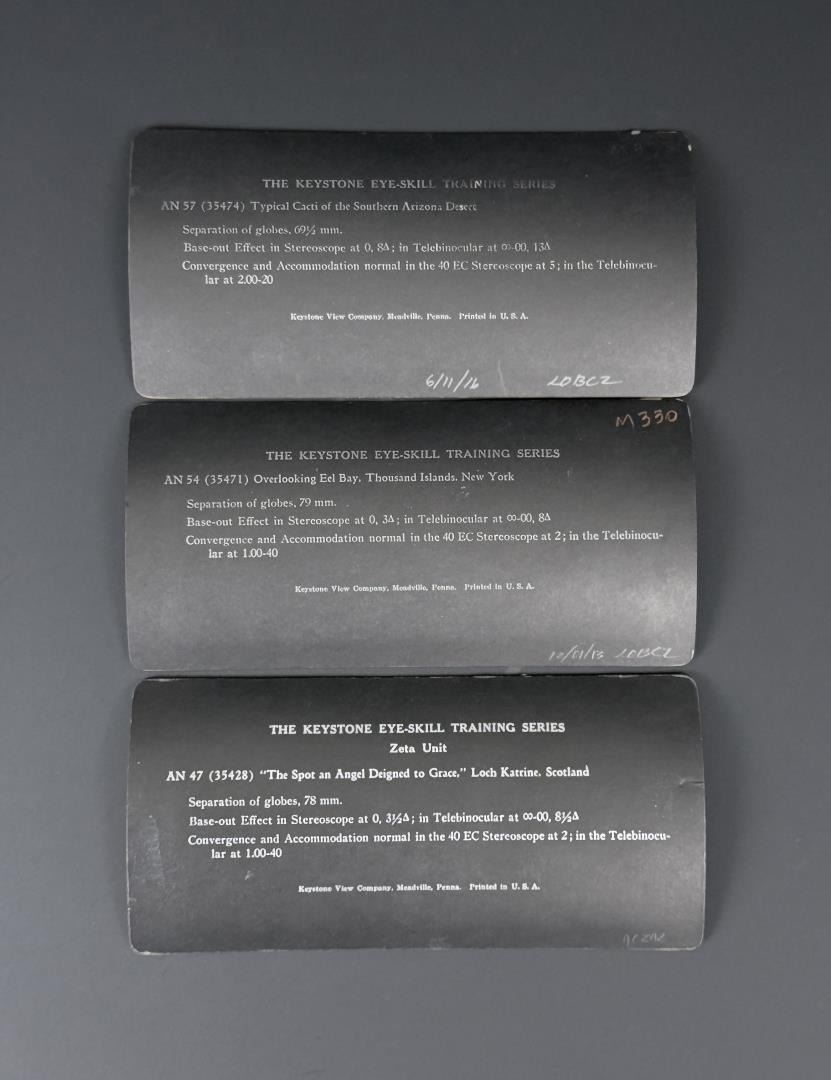 THE KEYSTONE EYE-SKILL TRAINING SERIES
AN 57 (35474) Typical Cacti of the Southern Arizona Desert
Separation of globes, 69½ mm.
Base-out Effect in Stereoscope at 0, 8Δ; in Telebinocular at ∞-00, 13Δ
Convergence and Accommodation normal in the 40 EC Stereoscope at 5; in the Telebinocu-
lar at 2.00-20
Keystone View Company, Meadville, Penna. Printed in U. S. A.
6/11/16 LOBCZ
M330
THE KEYSTONE EYE-SKILL TRAINING SERIES
AN 54 (35471) Overlooking Eel Bay, Thousand Islands, New York
Separation of globes, 79 mm.
Base-out Effect in Stereoscope at 0, 3Δ; in Telebinocular at ∞-00, 8Δ
Convergence and Accommodation normal in the 40 EC Stereoscope at 2; in the Telebinocu-
lar at 1.00-40
Keystone View Company, Meadville, Penna. Printed in U. S. A.
LOBCZ
THE KEYSTONE EYE-SKILL TRAINING SERIES
Zeta Unit
AN 47 (35428) "The Spot an Angel Deigned to Grace," Loch Katrine, Scotland
Separation of globes, 78 mm.
Base-out Effect in Stereoscope at 0, 3½Δ; in Telebinocular at ∞-00, 8½Δ
Convergence and Accommodation normal in the 40 EC Stereoscope at 2; in the Telebinocu-
lar at 1.00-40
Keystone View Company, Meadville, Penna. Printed in U. S. A.